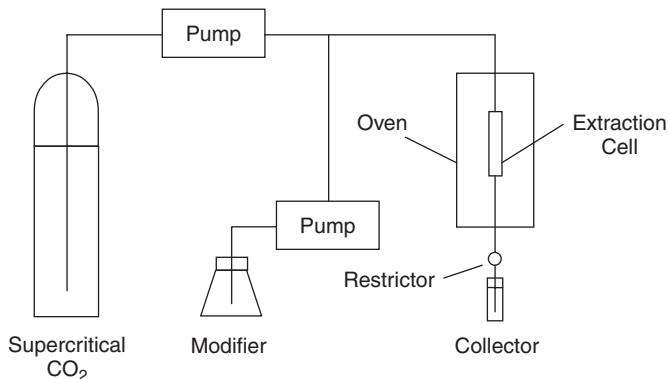 Pump
Oven
Extraction
Cell
Pump
Restrictor
Supercritical
CO₂
Modifier
Collector